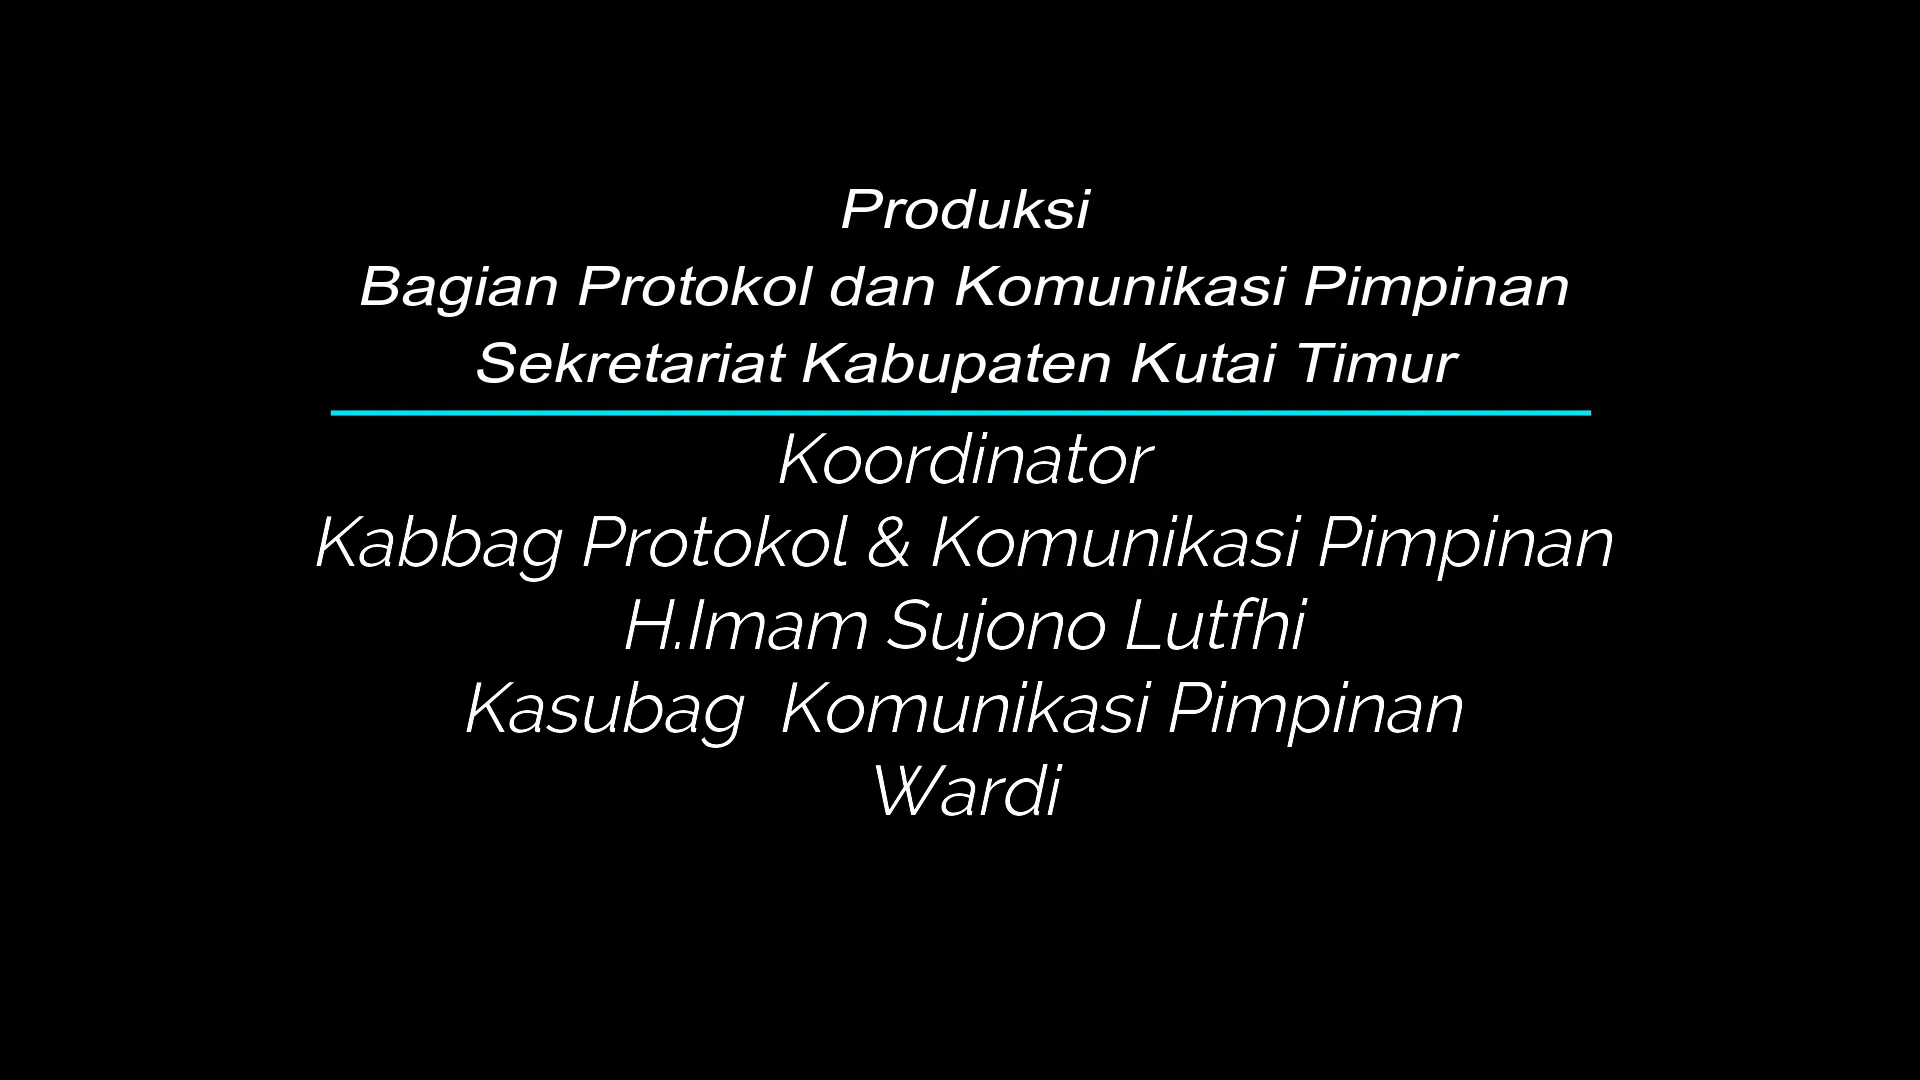 Produksi
Bagian Protokol dan Komunikasi Pimpinan
Sekretariat Kabupaten Kutai Timur
Koordinator
Kabbag Protokol & Komunikasi Pimpinan
H.Imam Sujono Lutfhi
Kasubag  Komunikasi Pimpinan
Wardi